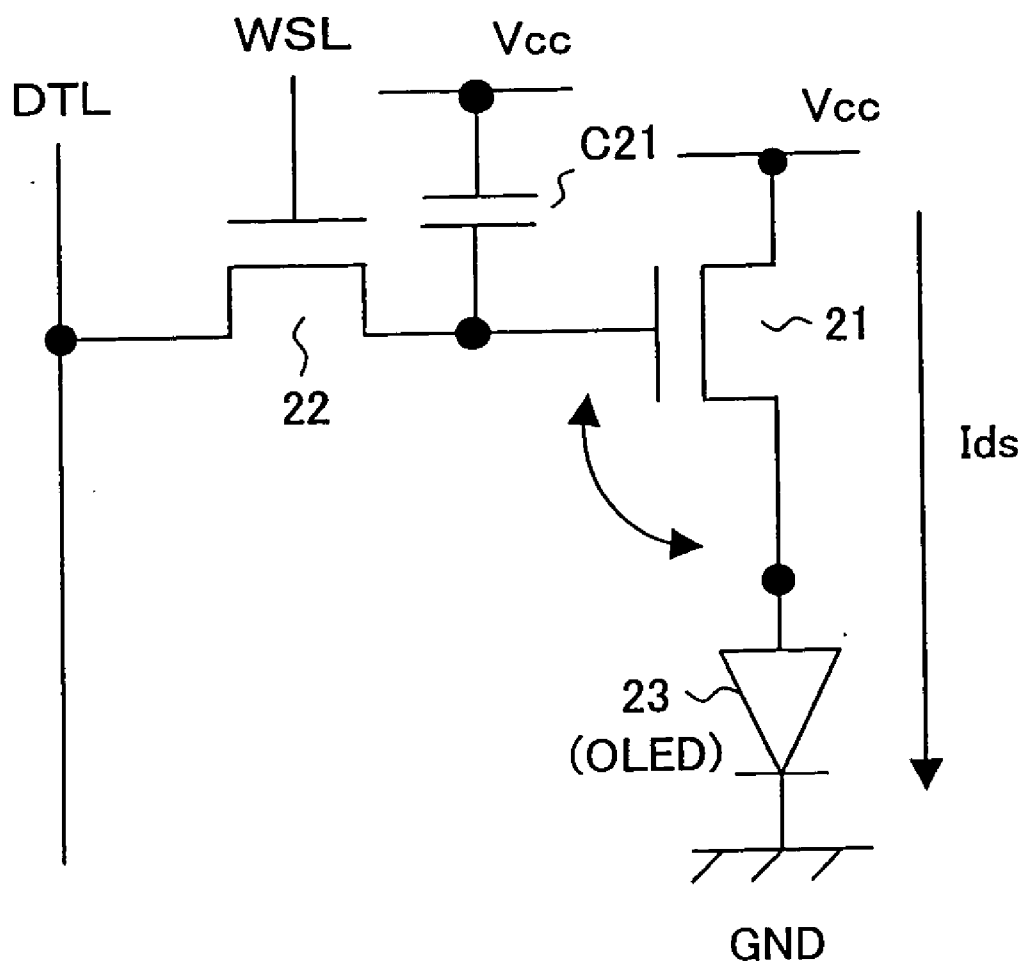 WSL
Vcc
DTL
Vcc
C21
21
22
Ids
23
(OLED)
GND